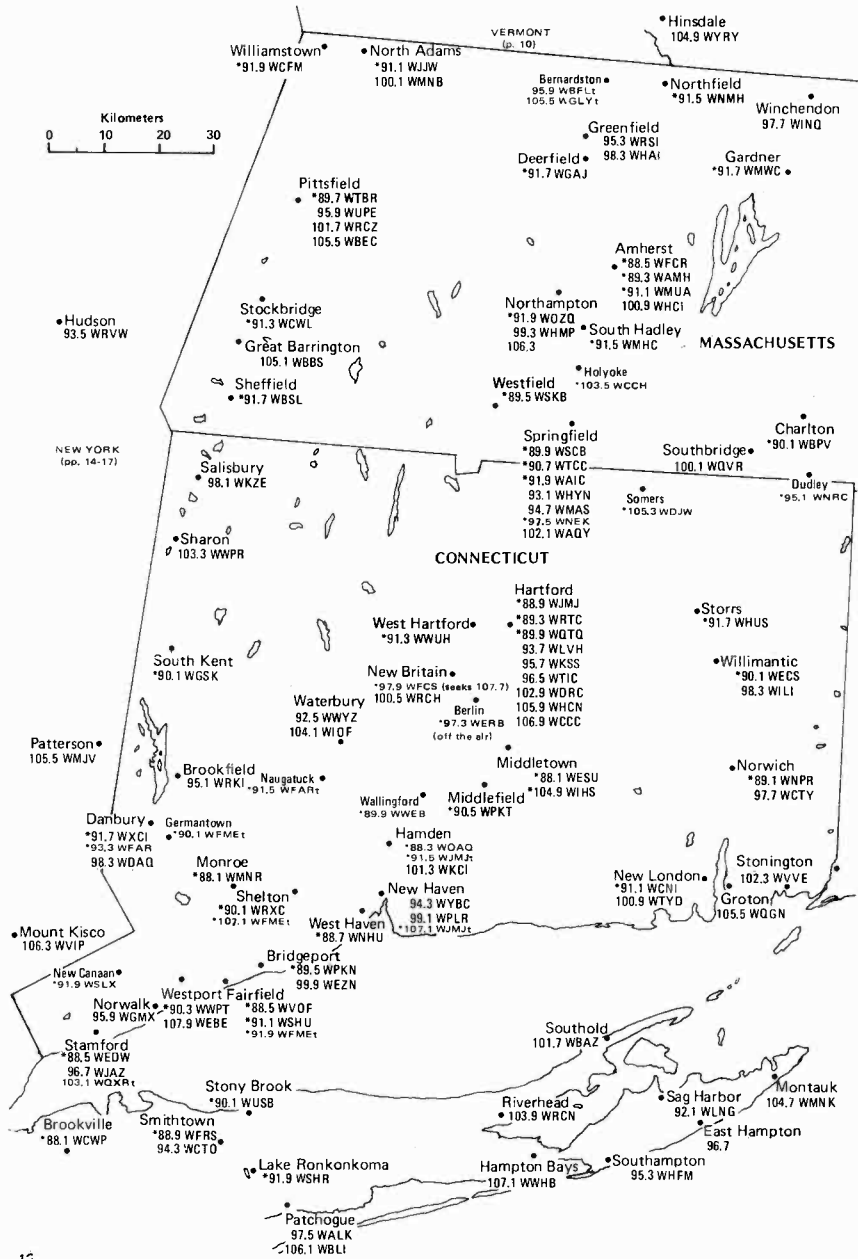 Hinsdale
104.9 WYRY
VERMONT
(p. 10)
Williamstown
*91.9 WCFM
North Adams
*91.1 WJJW
100.1 WMNB
Bernardston
95.9 WBFLt
105.5 WGLYt
Northfield
*91.5 WNMH
Winchendon
97.7 WINQ
Kilometers
0 10 20 30
Greenfield
95.3 WRSI
98.3 WHAI
Deerfield
*91.7 WGAJ
Gardner
*91.7 WMWC
Pittsfield
*89.7 WTBR
95.9 WUPE
101.7 WRCZ
105.5 WBEC
Amherst
*88.5 WFCR
*89.3 WAMH
*91.1 WMUA
100.9 WHCI
Stockbridge
*91.3 WCWL
Northampton
*91.9 WOZQ
99.3 WHMP
106.3
Hudson
93.5 WRVW
South Hadley
*91.5 WMHC
MASSACHUSETTS
Great Barrington
105.1 WBBS
Holyoke
*103.5 WCCH
Sheffield
*91.7 WBSL
Westfield
*89.5 WSKB
Charlton
*90.1 WBPV
Springfield
*89.9 WSCB
*90.7 WTCC
*91.9 WAIC
93.1 WHYN
94.7 WMAS
*97.5 WNEK
102.1 WAQY
Southbridge
100.1 WQVR
NEW YORK
(pp. 14-17)
Salisbury
98.1 WKZE
Somers
*105.3 WDJW
Dudley
*95.1 WNRC
Sharon
103.3 WWPR
CONNECTICUT
Hartford
*88.9 WJMJ
*89.3 WRTC
*89.9 WQTQ
93.7 WLVH
95.7 WKSS
96.5 WTIC
102.9 WDRC
105.9 WHCN
106.9 WCCC
West Hartford
*91.3 WWUH
Storrs
*91.7 WHUS
South Kent
*90.1 WGSK
New Britain
*97.9 WFCS (seeks 107.7)
100.5 WRCH
Willimantic
*90.1 WECS
98.3 WILI
Waterbury
92.5 WWYZ
104.1 WIOF
Berlin
*97.3 WERB
(off the air)
Patterson
105.5 WMJV
Middletown
*88.1 WESU
*104.9 WIHS
Brookfield
95.1 WRKI
Naugatuck
*91.5 WFARt
Norwich
*89.1 WNPR
97.7 WCTY
Wallingford
*89.9 WWEB
Middlefield
*90.5 WPKT
Danbury
*91.7 WXCI
*93.3 WFAR
98.3 WDAQ
Germantown
*90.1 WFMEt
Hamden
*88.3 WOAQ
*91.5 WJMJt
101.3 WKCI
Monroe
*88.1 WMNR
Shelton
*90.1 WRXC
*107.1 WFMEt
New Haven
94.3 WYBC
99.1 WPLR
*107.1 WJMJt
New London
*91.1 WCNI
100.9 WTYD
Stonington
102.3 WVVE
Groton
105.5 WQGN
West Haven
*88.7 WNHU
Mount Kisco
106.3 WVIP
Bridgeport
*89.5 WPKN
99.9 WEZN
New Canaan
*91.9 WSLX
Norwalk
95.9 WGMX
Westport
*90.3 WWPT
107.9 WEBE
Fairfield
*88.5 WVOF
*91.1 WSHU
*91.9 WFMEt
Stamford
*88.5 WEDW
96.7 WJAZ
103.1 WQXRt
Southold
101.7 WBAZ
Stony Brook
*90.1 WUSB
Riverhead
103.9 WRCN
Sag Harbor
92.1 WLNG
Montauk
104.7 WMNK
Brookville
*88.1 WCWP
Smithtown
*88.9 WFRS
94.3 WCTO
East Hampton
96.7
Lake Ronkonkoma
*91.9 WSHR
Hampton Bays
107.1 WWHB
Southampton
95.3 WHFM
Patchogue
97.5 WALK
106.1 WBLI